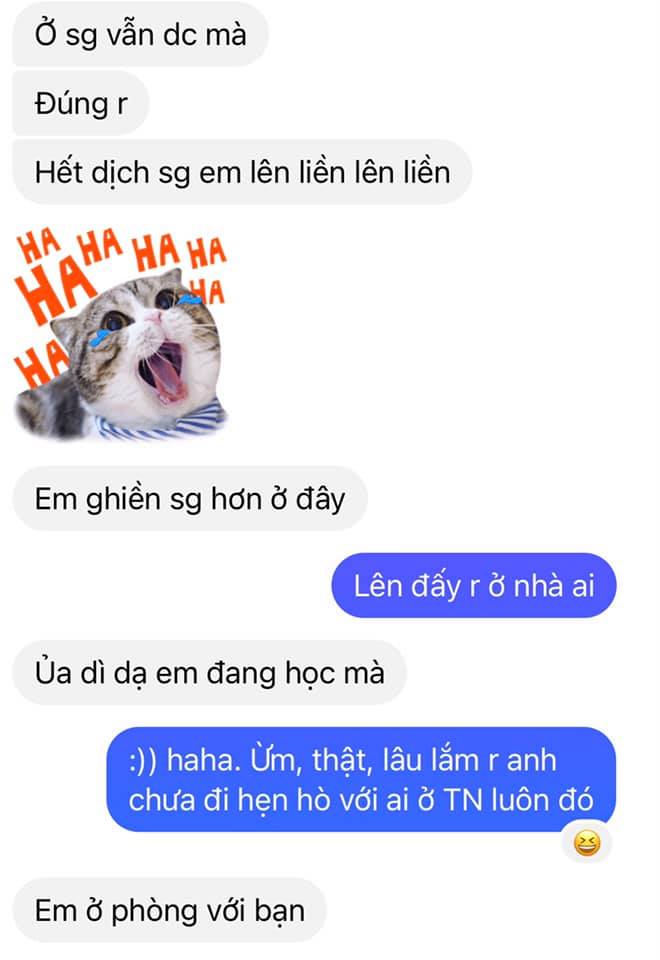 Ở sg vẫn dc mà
Đúng r
Hết dịch sg em lên liền lên liền
HA
HA
HA
HA
HA
HA
HA
Em ghiền sg hơn ở đây
Lên đấy r ở nhà ai
Ủa dì dạ em đang học mà
:)) haha. Ừm, thật, lâu lắm r anh
chưa đi hẹn hò với ai ở TN luôn đó
Em ở phòng với bạn